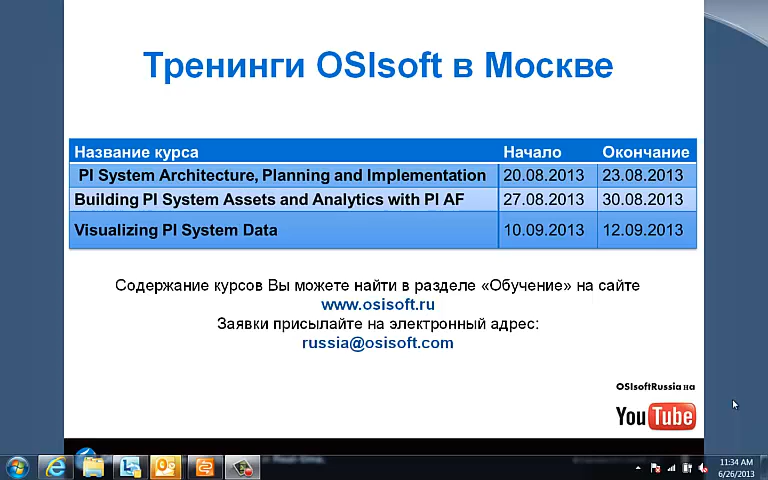 Тренинги OSIsoft в Москве
Название курса Начало Окончание
PI System Architecture, Planning and Implementation 20.08.2013 23.08.2013
Building PI System Assets and Analytics with PI AF 27.08.2013 30.08.2013
Visualizing PI System Data 10.09.2013 12.09.2013
Содержание курсов Вы можете найти в разделе «Обучение» на сайте
www.osisoft.ru
Заявки присылайте на электронный адрес:
russia@osisoft.com
OSIsoftRussia на
YouTube
11:34 AM
6/26/2013